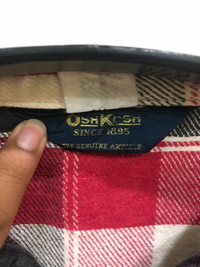 OSHKOSH
SINCE 1895
THE GENUINE ARTICLE